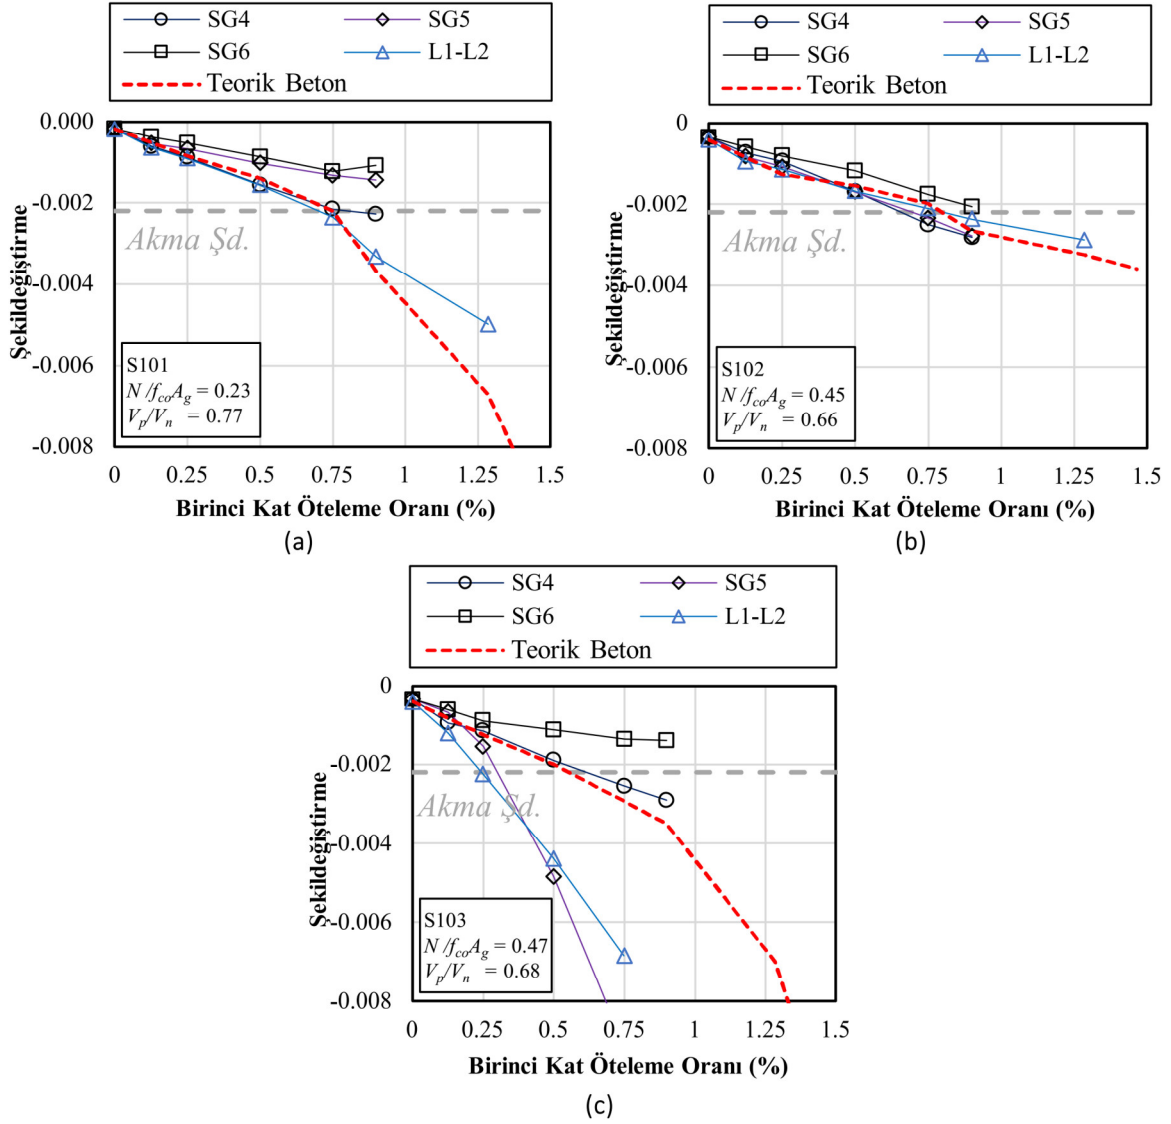 SG4 SG5
SG6 L1-L2
Teorik Beton
0.000
-0.002
-0.004
-0.006
-0.008
Şekildeğiştirme
Akma Şd.
S101
N/fcoAg = 0.23
Vp/Vn = 0.77
0 0.25 0.5 0.75 1 1.25 1.5
Birinci Kat Öteleme Oranı (%)
(a)
SG4 SG5
SG6 L1-L2
Teorik Beton
0
-0.002
-0.004
-0.006
-0.008
Şekildeğiştirme
Akma Şd.
S102
N/fcoAg = 0.45
Vp/Vn = 0.66
0 0.25 0.5 0.75 1 1.25 1.5
Birinci Kat Öteleme Oranı (%)
(b)
SG4 SG5
SG6 L1-L2
Teorik Beton
0
-0.002
-0.004
-0.006
-0.008
Şekildeğiştirme
Akma Şd.
S103
N/fcoAg = 0.47
Vp/Vn = 0.68
0 0.25 0.5 0.75 1 1.25 1.5
Birinci Kat Öteleme Oranı (%)
(c)